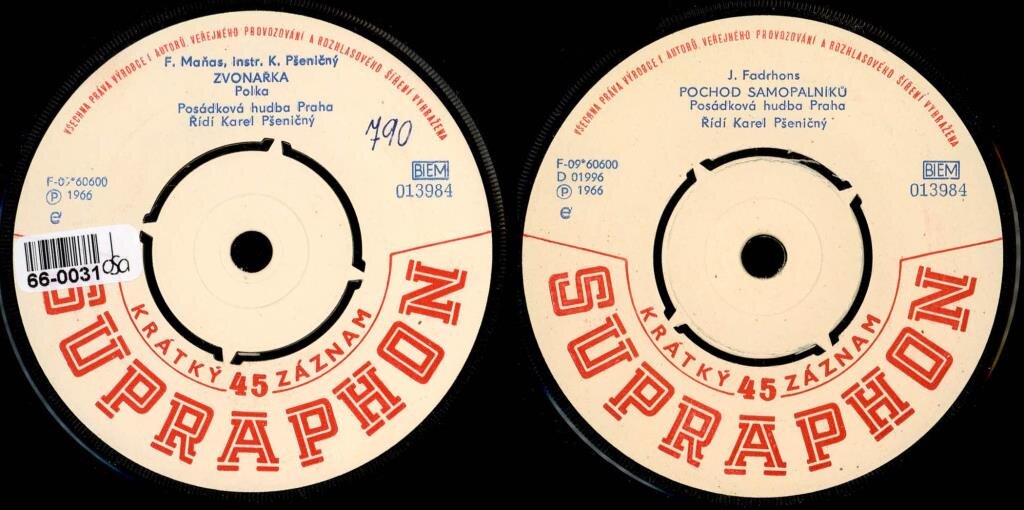 VŠECHNA PRÁVA VÝROBCE I AUTORŮ, VEŘEJNÉHO PROVOZOVÁNÍ A ROZHLASOVÉHO ŠÍŘENÍ VYHRAŽENA
F. Maňas, instr. K. Pšeničný
ZVONAŘKA
Polka
Posádková hudba Praha
Řídí Karel Pšeničný
790
F-09*60600
Ⓟ 1966
e
BIEM
013984
66-0031
osa
KRÁTKÝ 45 ZÁZNAM
SUPRAPHON
VŠECHNA PRÁVA VÝROBCE I AUTORŮ, VEŘEJNÉHO PROVOZOVÁNÍ A ROZHLASOVÉHO ŠÍŘENÍ VYHRAŽENA
J. Fadrhons
POCHOD SAMOPALNÍKŮ
Posádková hudba Praha
Řídí Karel Pšeničný
F-09*60600
D 01996
Ⓟ 1966
e
BIEM
013984
KRÁTKÝ 45 ZÁZNAM
SUPRAPHON